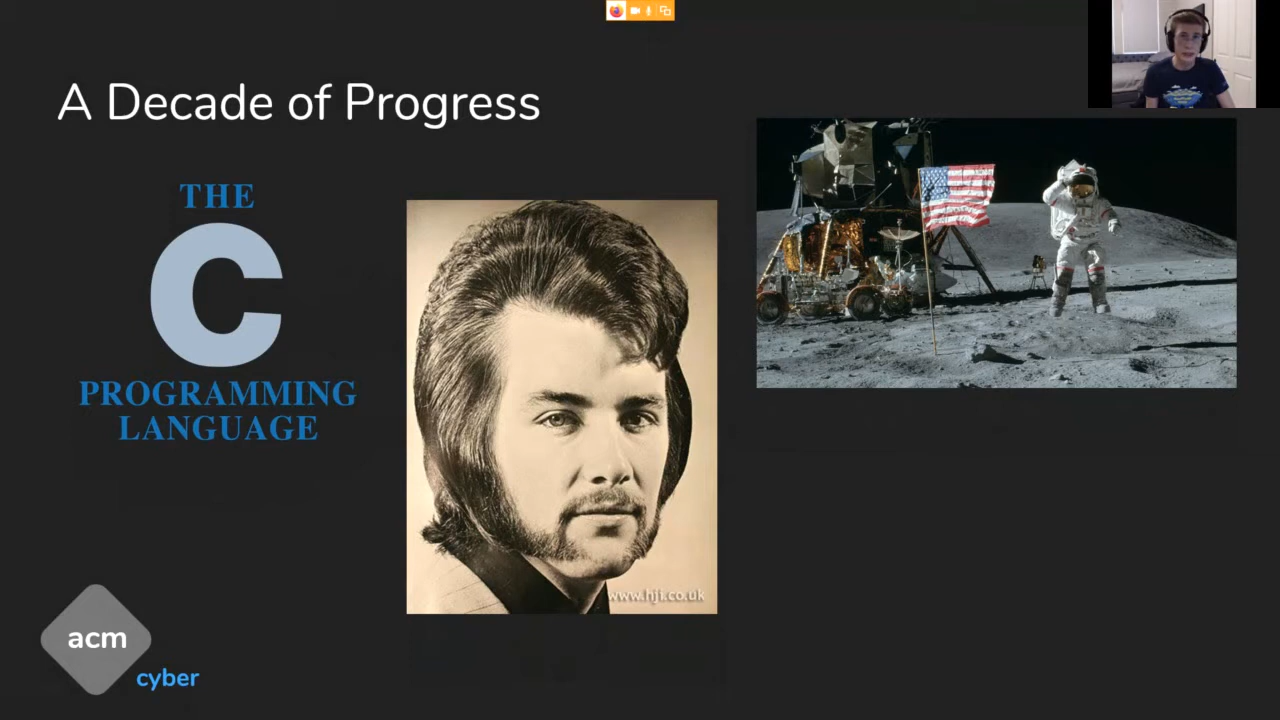 A Decade of Progress
THE
C
PROGRAMMING
LANGUAGE
www.hji.co.uk
acm
cyber